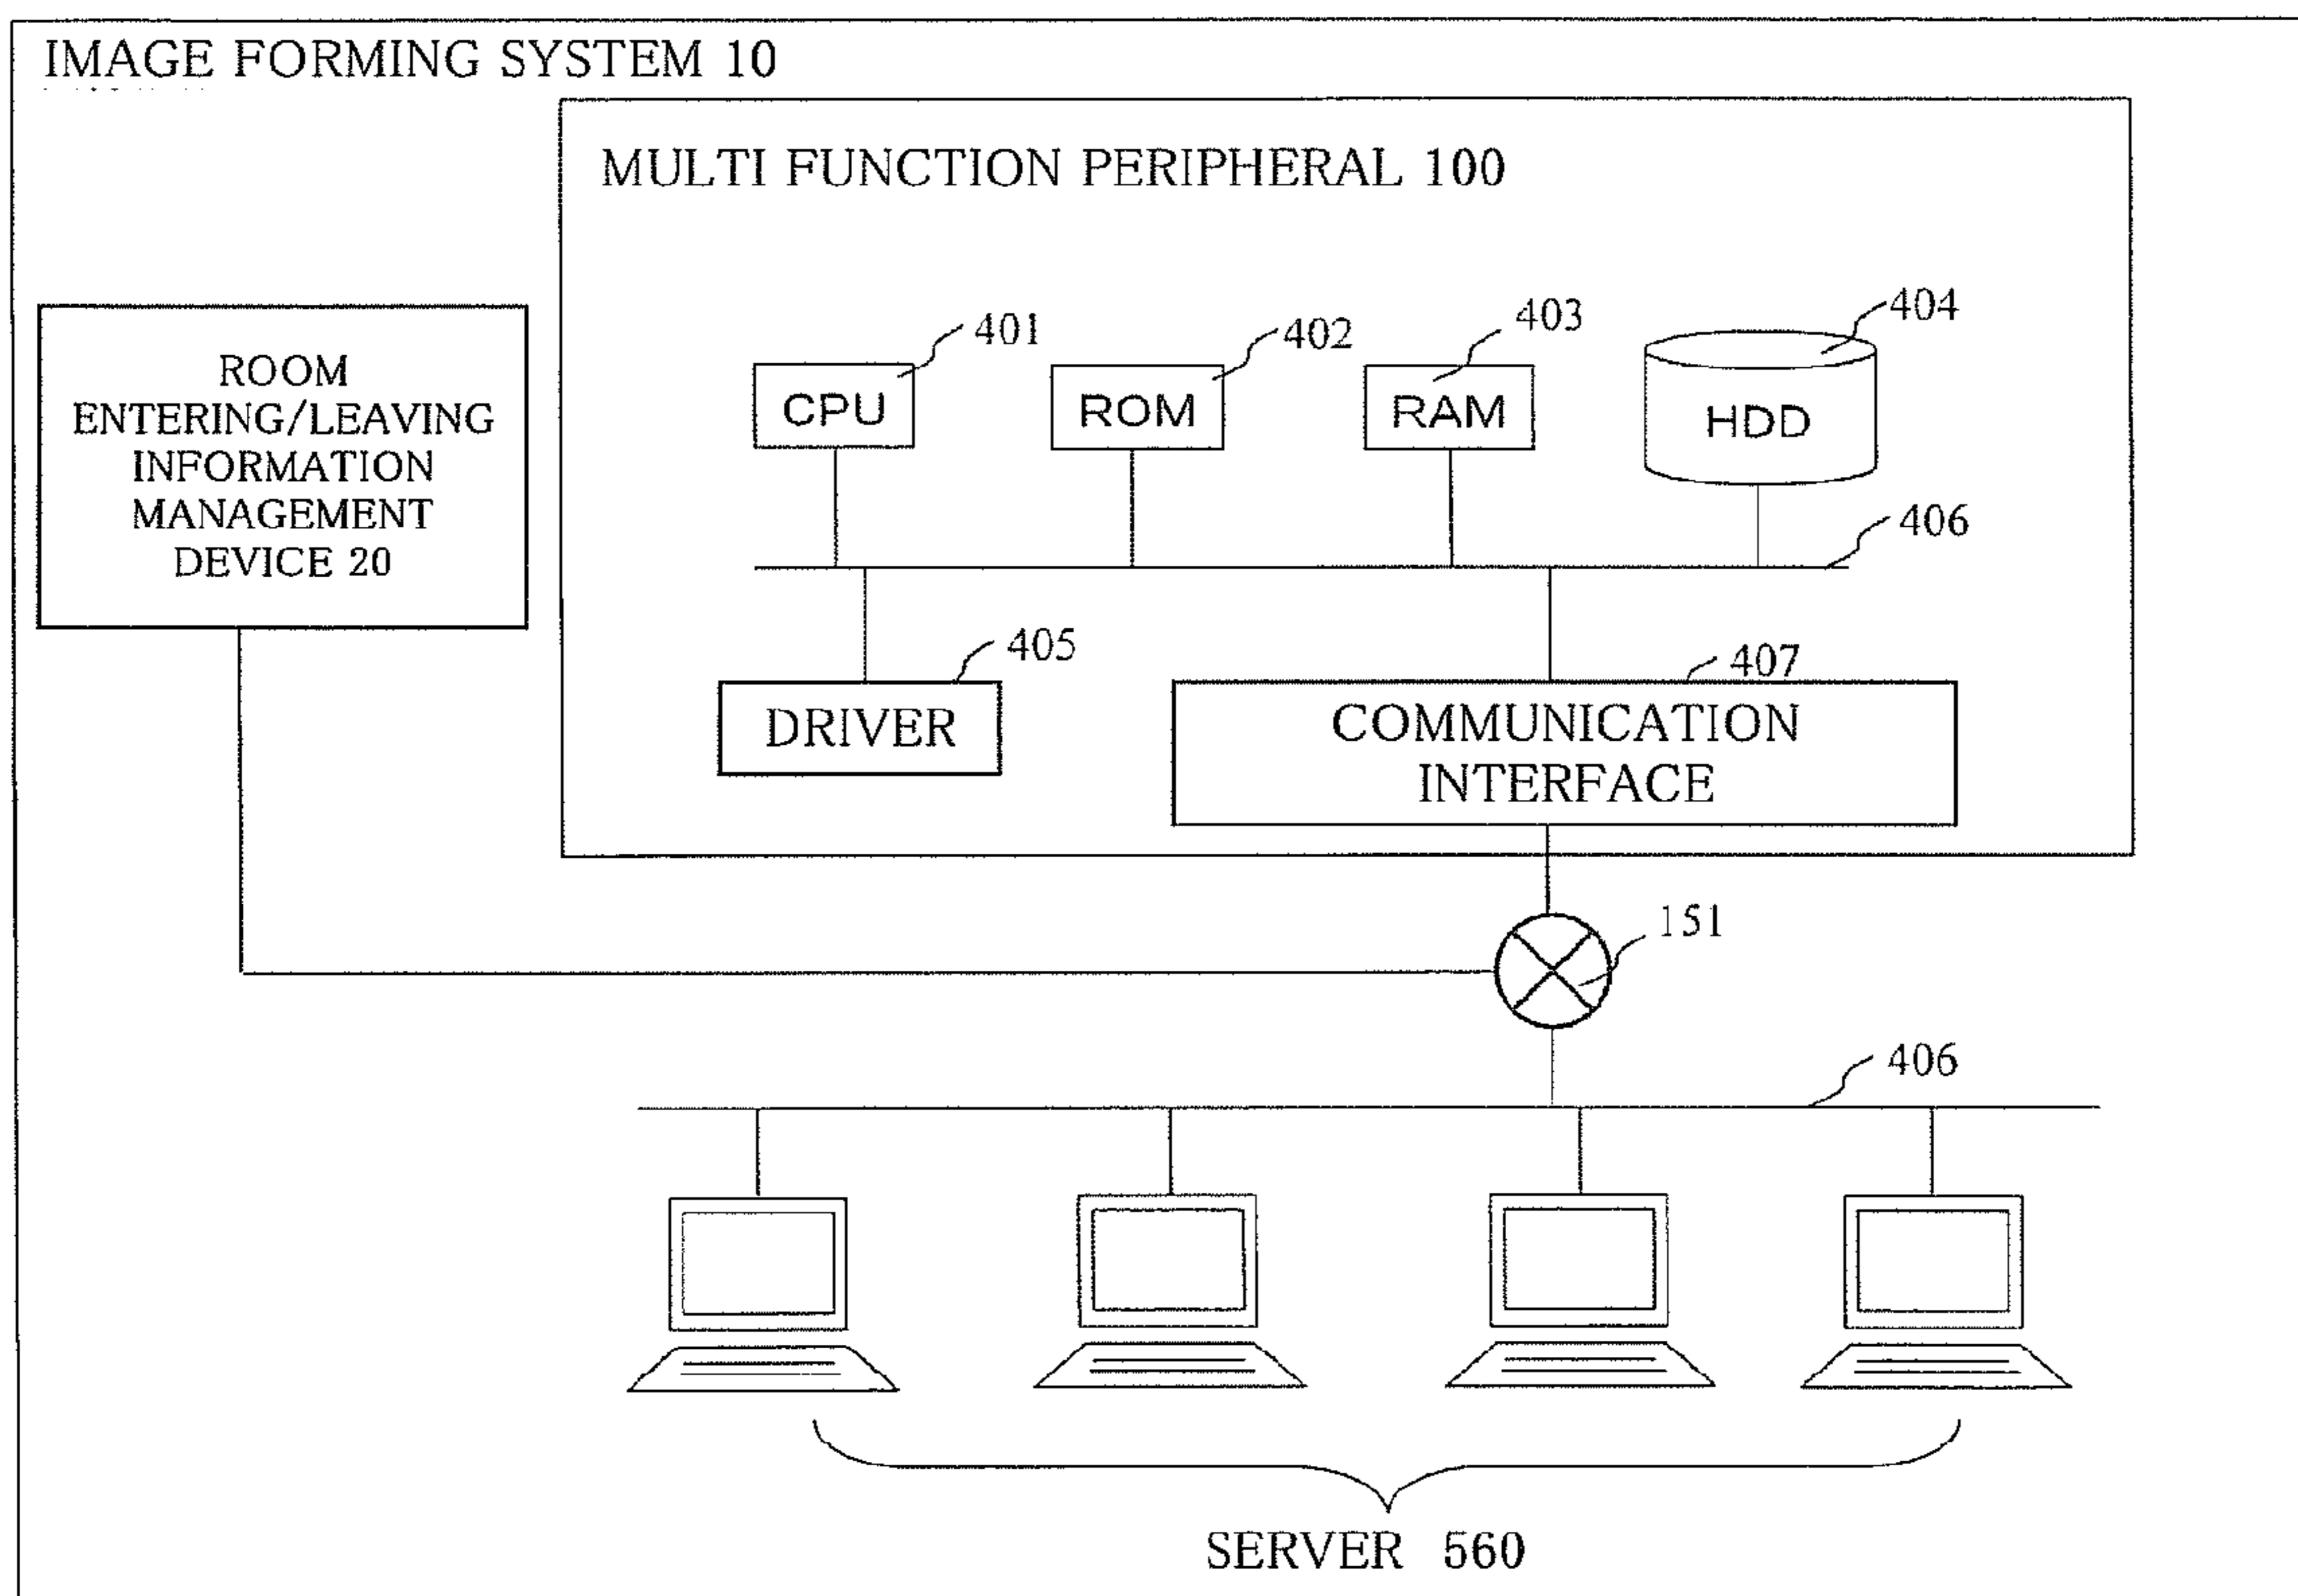 IMAGE FORMING SYSTEM 10
MULTI FUNCTION PERIPHERAL 100
ROOM
ENTERING/LEAVING
INFORMATION
MANAGEMENT
DEVICE 20
401
402
403
404
CPU
ROM
RAM
HDD
406
405
407
DRIVER
COMMUNICATION
INTERFACE
151
406
SERVER 560